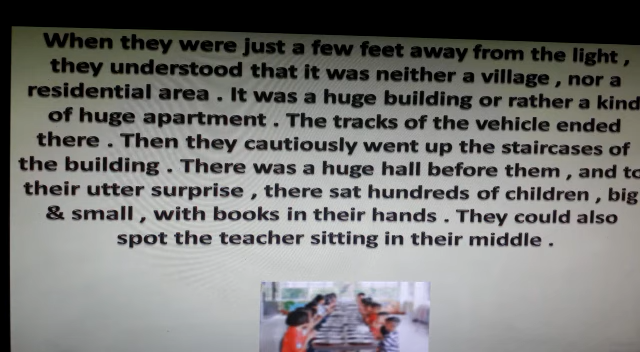 When they were just a few feet away from the light ,
they understood that it was neither a village , nor a
residential area . It was a huge building or rather a kind
of huge apartment . The tracks of the vehicle ended
there . Then they cautiously went up the staircases of
the building . There was a huge hall before them , and to
their utter surprise , there sat hundreds of children , big
& small , with books in their hands . They could also
spot the teacher sitting in their middle .